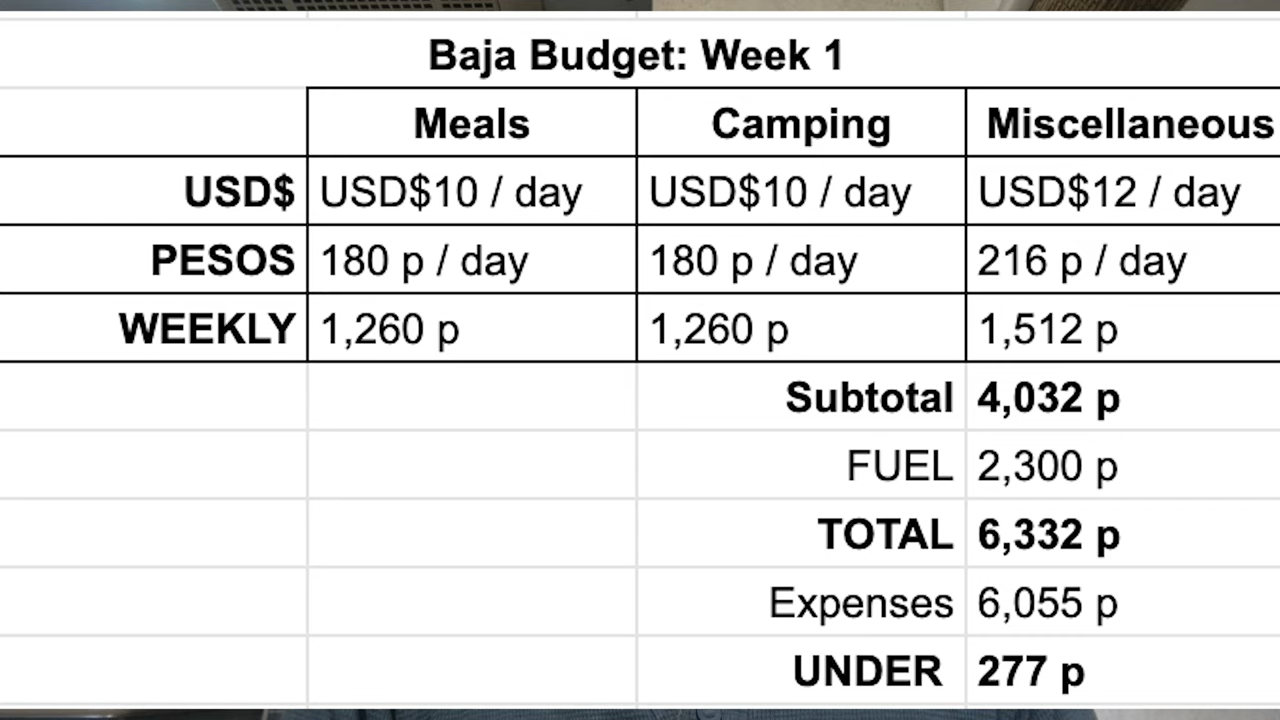 Baja Budget: Week 1
Meals Camping Miscellaneous
USD$ USD$10 / day USD$10 / day USD$12 / day
PESOS 180 p / day 180 p / day 216 p / day
WEEKLY 1,260 p 1,260 p 1,512 p
Subtotal 4,032 p
FUEL 2,300 p
TOTAL 6,332 p
Expenses 6,055 p
UNDER 277 p